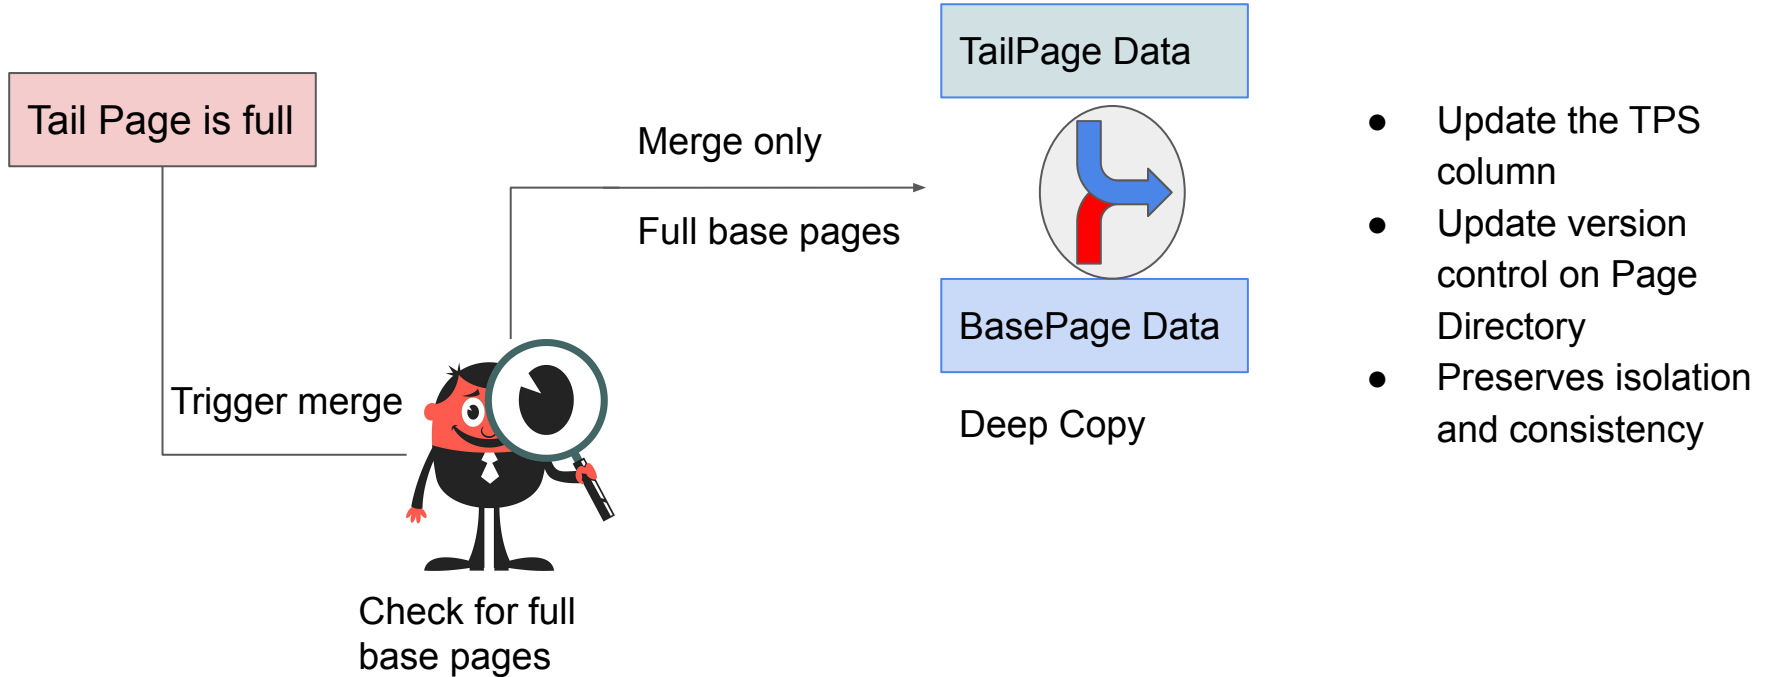 Tail Page is full
Trigger merge
Check for full
base pages
Merge only
Full base pages
TailPage Data
BasePage Data
Deep Copy
● Update the TPS
column
● Update version
control on Page
Directory
● Preserves isolation
and consistency